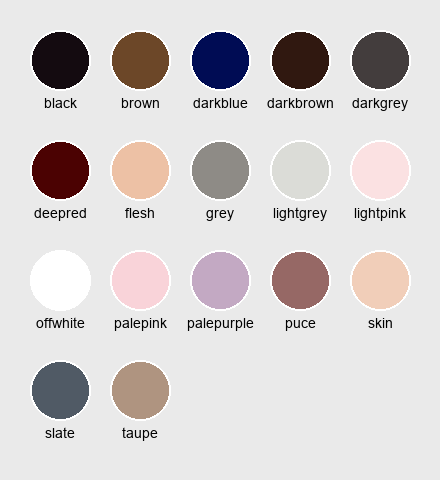 black brown darkblue darkbrown darkgrey
deepred flesh grey lightgrey lightpink
offwhite palepink palepurple puce skin
slate taupe